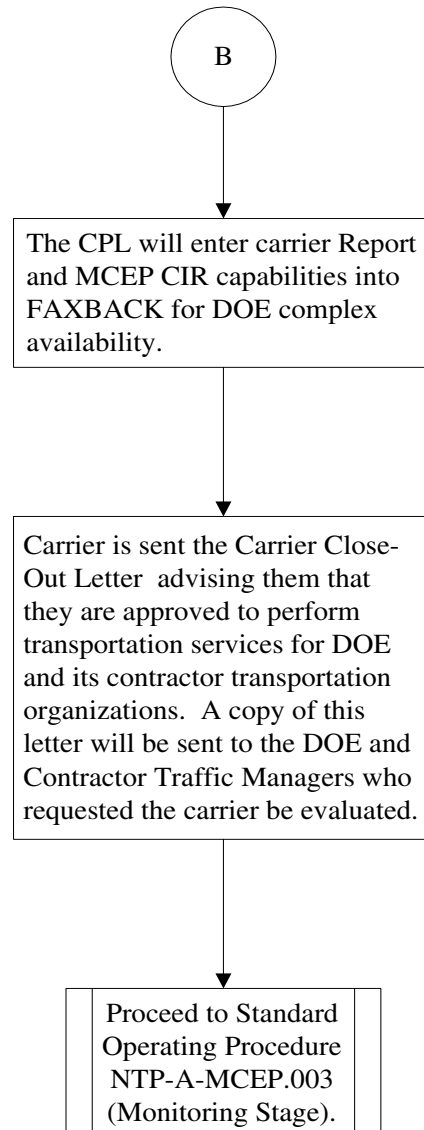 B
The CPL will enter carrier Report
and MCEP CIR capabilities into
FAXBACK for DOE complex
availability.
Carrier is sent the Carrier Close-
Out Letter  advising them that
they are approved to perform
transportation services for DOE
and its contractor transportation
organizations.  A copy of this
letter will be sent to the DOE and
Contractor Traffic Managers who
requested the carrier be evaluated.
Proceed to Standard
Operating Procedure
NTP-A-MCEP.003
(Monitoring Stage).